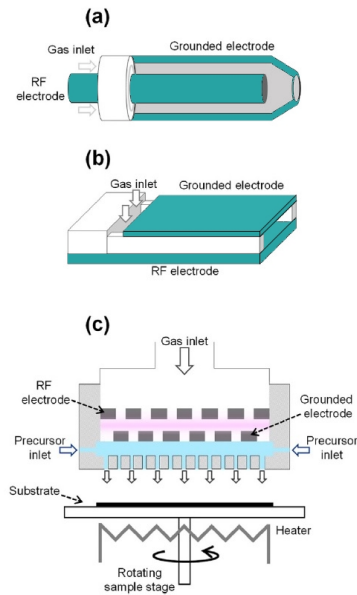 (a)
Gas inlet
Grounded electrode
RF
electrode
(b)
Gas inlet
Grounded electrode
RF electrode
(c)
Gas inlet
RF
electrode
Grounded
electrode
Precursor
inlet
Precursor
inlet
Substrate
Heater
Rotating
sample stage